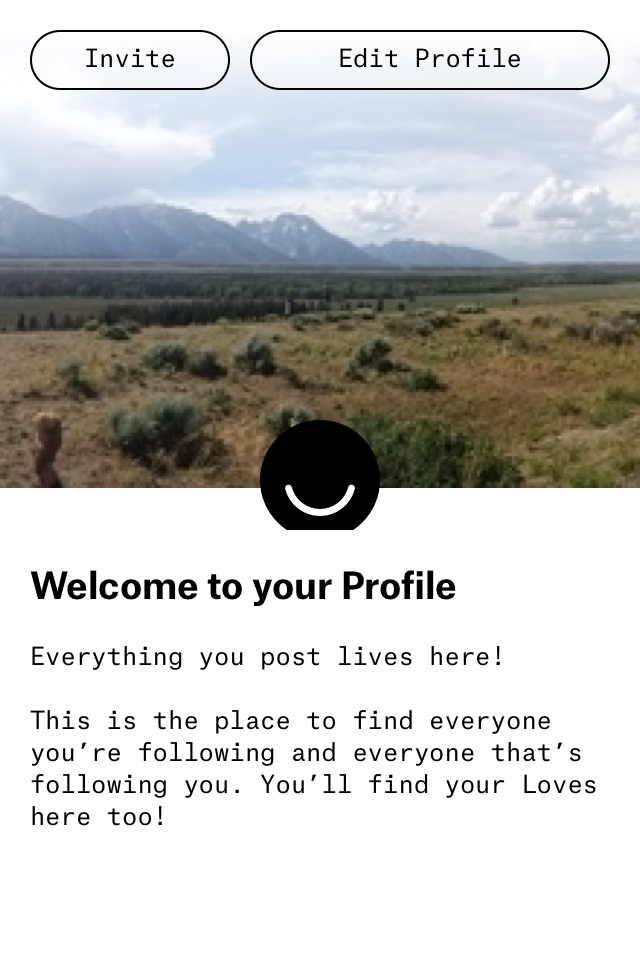 Invite
Edit Profile
Welcome to your Profile
Everything you post lives here!
This is the place to find everyone
you’re following and everyone that’s
following you. You’ll find your Loves
here too!